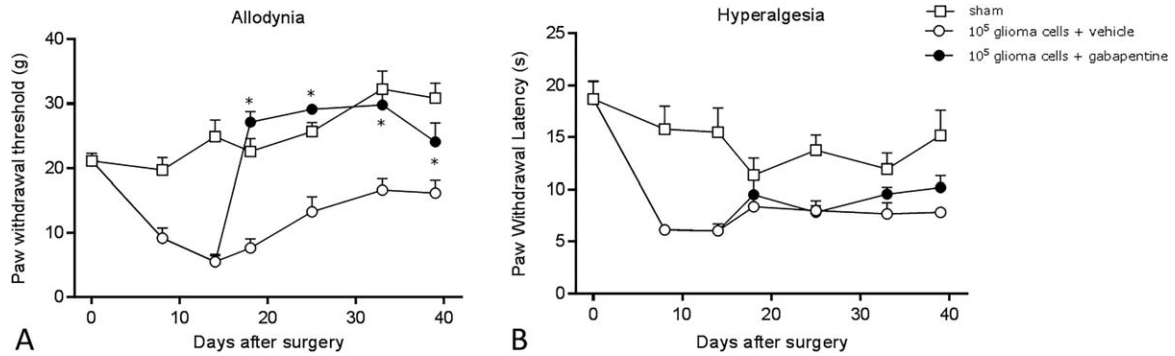 Allodynia
Paw withdrawal threshold (g)
40
30
20
10
0
* * * *
0 10 20 30 40
Days after surgery
A
Hyperalgesia
Paw Withdrawal Latency (s)
25
20
15
10
5
0
0 10 20 30 40
Days after surgery
B
sham
10⁵ glioma cells + vehicle
10⁵ glioma cells + gabapentine